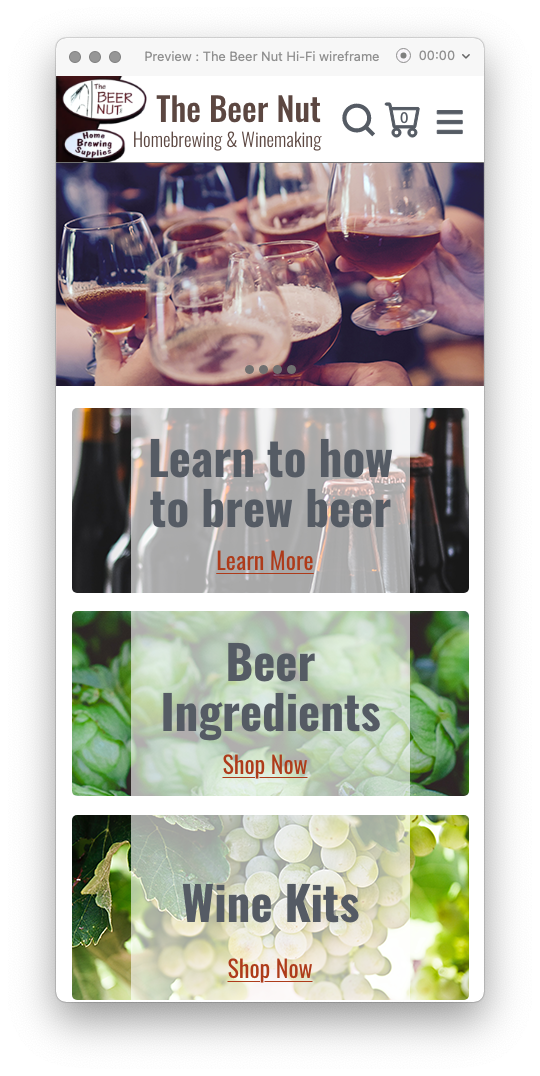 Preview : The Beer Nut Hi-Fi wireframe
00:00
The
BEER
NUT
Home
Brewing
Supplies
The Beer Nut
Homebrewing & Winemaking
0
Learn to how
to brew beer
Learn More
Beer
Ingredients
Shop Now
Wine Kits
Shop Now